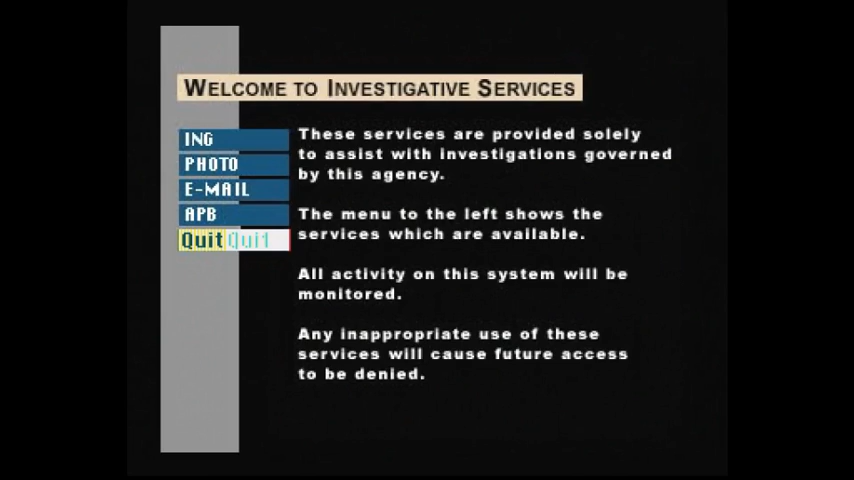 WELCOME TO INVESTIGATIVE SERVICES
ING
PHOTO
E-MAIL
APB
Quit Quit
These services are provided solely
to assist with investigations governed
by this agency.
The menu to the left shows the
services which are available.
All activity on this system will be
monitored.
Any inappropriate use of these
services will cause future access
to be denied.